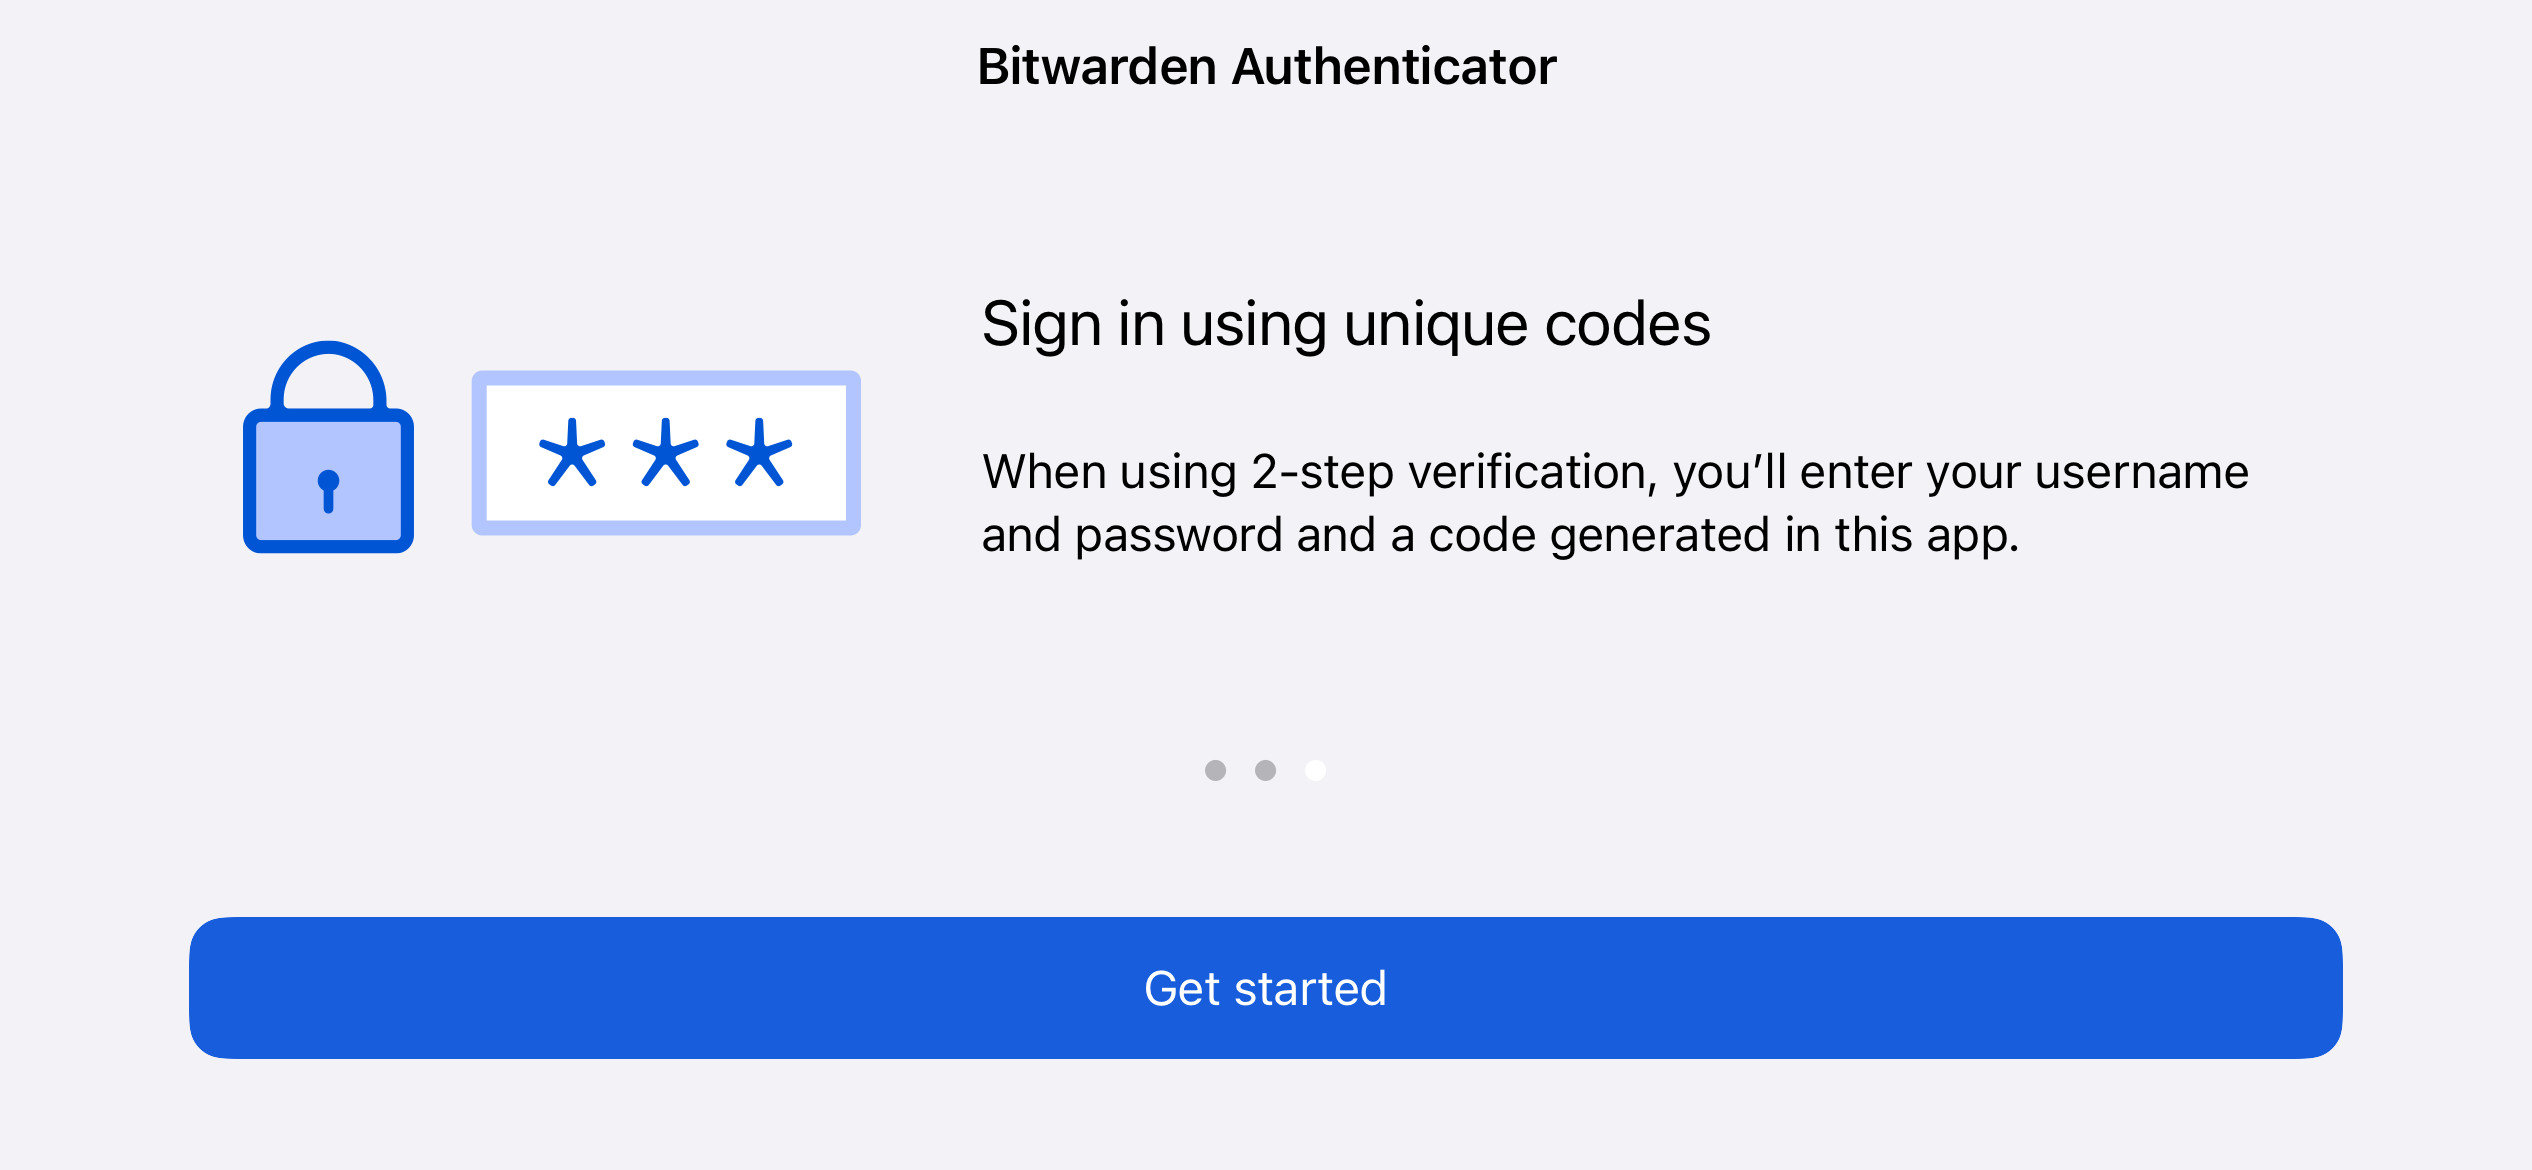 Bitwarden Authenticator
Sign in using unique codes
When using 2-step verification, you’ll enter your username
and password and a code generated in this app.
Get started